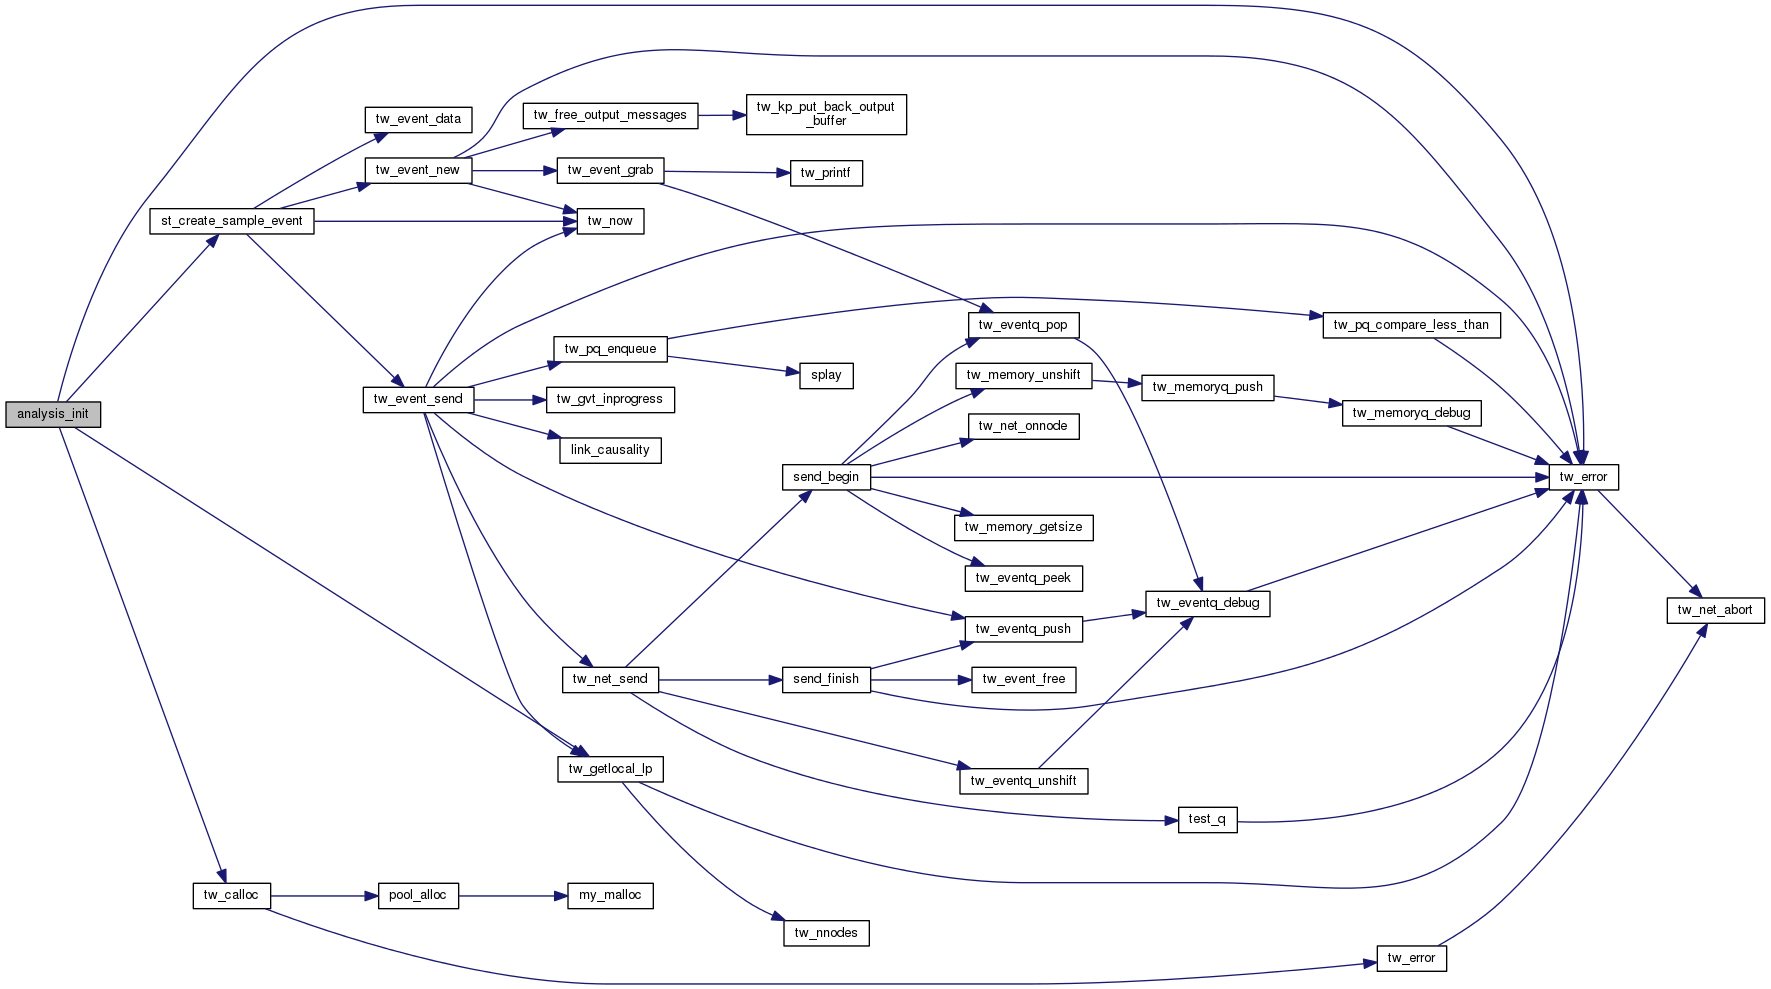 tw_kp_put_back_output
_buffer
tw_free_output_messages
tw_event_data
tw_event_new
tw_event_grab
tw_printf
st_create_sample_event
tw_now
tw_eventq_pop
tw_pq_compare_less_than
tw_pq_enqueue
splay
tw_memory_unshift
tw_memoryq_push
tw_event_send
tw_gvt_inprogress
analysis_init
tw_memoryq_debug
tw_net_onnode
link_causality
send_begin
tw_error
tw_memory_getsize
tw_eventq_peek
tw_eventq_debug
tw_net_abort
tw_eventq_push
tw_net_send
send_finish
tw_event_free
tw_getlocal_lp
tw_eventq_unshift
test_q
tw_calloc
pool_alloc
my_malloc
tw_nnodes
tw_error